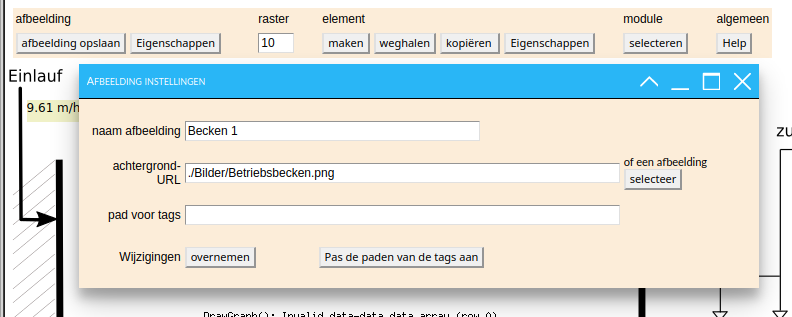 afbeelding raster element module algemeen
afbeelding opslaan Eigenschappen 10 maken weghalen kopiëren Eigenschappen selecteren Help
Einlauf
AFBEELDING INSTELLINGEN
9.61 m/h
naam afbeelding Becken 1
zu
achtergrond- of een afbeelding
URL ./Bilder/Betriebsbecken.png selecteer
pad voor tags
Wijzigingen overnemen Pas de paden van de tags aan
DrawGraph(): Invalid data-data data array (row 0)